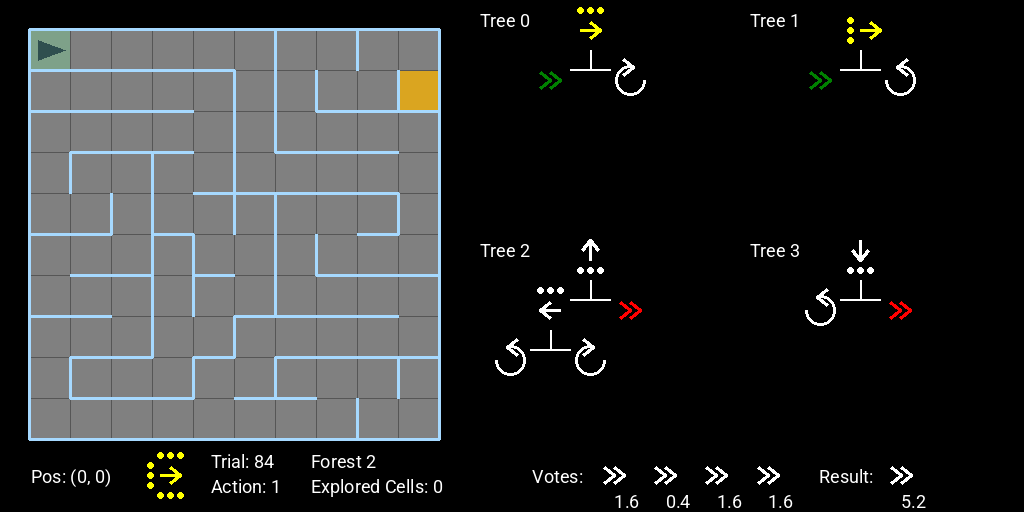 Tree 0
Tree 1
Tree 2
Tree 3
Pos: (0, 0)
Trial: 84
Forest 2
Action: 1
Explored Cells: 0
Votes:
Result:
1.6
0.4
1.6
1.6
5.2